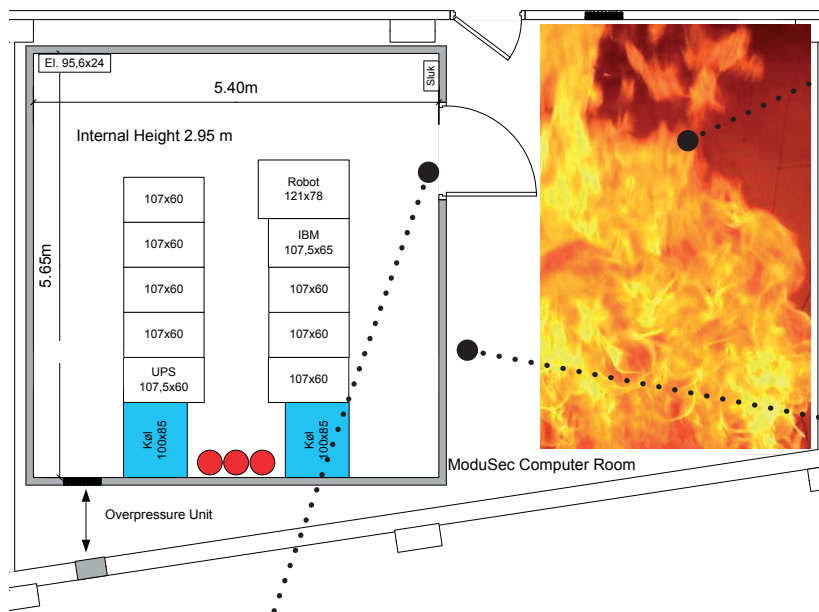 El. 95,6x24
Sluk
5.40m
Internal Height 2.95 m
5.65m
107x60
107x60
107x60
107x60
UPS
107,5x60
Køl
100x85
Robot
121x78
IBM
107,5x65
107x60
107x60
107x60
Køl
100x85
ModuSec Computer Room
Overpressure Unit